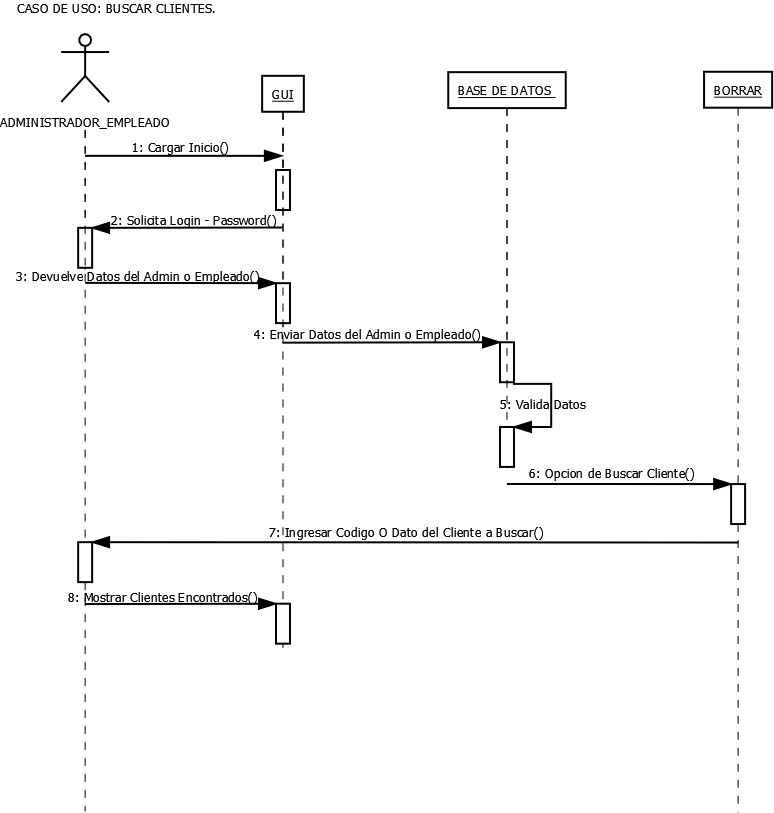 CASO DE USO: BUSCAR CLIENTES.
GUI
BASE DE DATOS
BORRAR
ADMINISTRADOR_EMPLEADO
1: Cargar Inicio()
2: Solicita Login - Password()
3: Devuelve Datos del Admin o Empleado()
4: Enviar Datos del Admin o Empleado()
5: Valida Datos
6: Opcion de Buscar Cliente()
7: Ingresar Codigo O Dato del Cliente a Buscar()
8: Mostrar Clientes Encontrados()